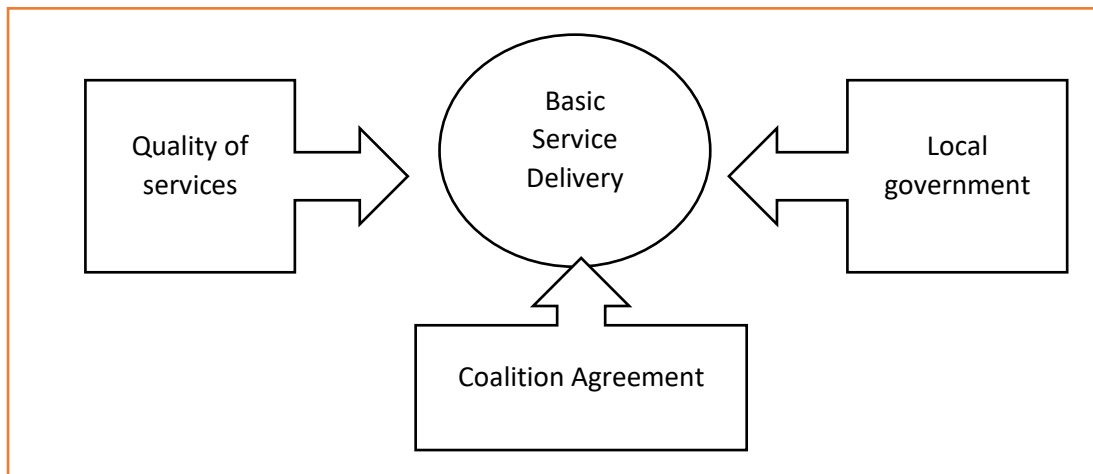 Quality of
services
Basic
Service
Delivery
Local
government
Coalition Agreement